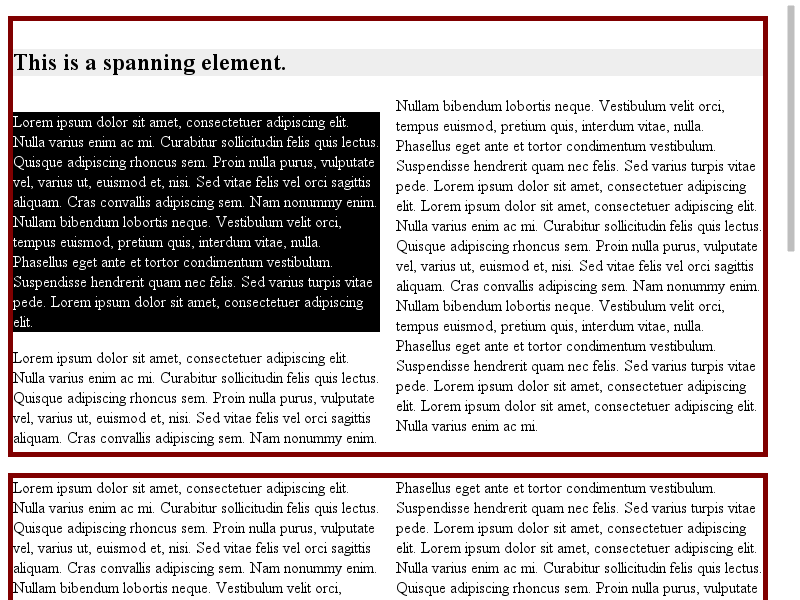 This is a spanning element.
Lorem ipsum dolor sit amet, consectetuer adipiscing elit.
Nulla varius enim ac mi. Curabitur sollicitudin felis quis lectus.
Quisque adipiscing rhoncus sem. Proin nulla purus, vulputate
vel, varius ut, euismod et, nisi. Sed vitae felis vel orci sagittis
aliquam. Cras convallis adipiscing sem. Nam nonummy enim.
Nullam bibendum lobortis neque. Vestibulum velit orci,
tempus euismod, pretium quis, interdum vitae, nulla.
Phasellus eget ante et tortor condimentum vestibulum.
Suspendisse hendrerit quam nec felis. Sed varius turpis vitae
pede. Lorem ipsum dolor sit amet, consectetuer adipiscing
elit.
Lorem ipsum dolor sit amet, consectetuer adipiscing elit.
Nulla varius enim ac mi. Curabitur sollicitudin felis quis lectus.
Quisque adipiscing rhoncus sem. Proin nulla purus, vulputate
vel, varius ut, euismod et, nisi. Sed vitae felis vel orci sagittis
aliquam. Cras convallis adipiscing sem. Nam nonummy enim.
Nullam bibendum lobortis neque. Vestibulum velit orci,
tempus euismod, pretium quis, interdum vitae, nulla.
Phasellus eget ante et tortor condimentum vestibulum.
Suspendisse hendrerit quam nec felis. Sed varius turpis vitae
pede. Lorem ipsum dolor sit amet, consectetuer adipiscing
elit. Lorem ipsum dolor sit amet, consectetuer adipiscing elit.
Nulla varius enim ac mi. Curabitur sollicitudin felis quis lectus.
Quisque adipiscing rhoncus sem. Proin nulla purus, vulputate
vel, varius ut, euismod et, nisi. Sed vitae felis vel orci sagittis
aliquam. Cras convallis adipiscing sem. Nam nonummy enim.
Nullam bibendum lobortis neque. Vestibulum velit orci,
tempus euismod, pretium quis, interdum vitae, nulla.
Phasellus eget ante et tortor condimentum vestibulum.
Suspendisse hendrerit quam nec felis. Sed varius turpis vitae
pede. Lorem ipsum dolor sit amet, consectetuer adipiscing
elit. Lorem ipsum dolor sit amet, consectetuer adipiscing elit.
Nulla varius enim ac mi.
Lorem ipsum dolor sit amet, consectetuer adipiscing elit.
Nulla varius enim ac mi. Curabitur sollicitudin felis quis lectus.
Quisque adipiscing rhoncus sem. Proin nulla purus, vulputate
vel, varius ut, euismod et, nisi. Sed vitae felis vel orci sagittis
aliquam. Cras convallis adipiscing sem. Nam nonummy enim.
Nullam bibendum lobortis neque. Vestibulum velit orci,
Phasellus eget ante et tortor condimentum vestibulum.
Suspendisse hendrerit quam nec felis. Sed varius turpis vitae
pede. Lorem ipsum dolor sit amet, consectetuer adipiscing
elit. Lorem ipsum dolor sit amet, consectetuer adipiscing elit.
Nulla varius enim ac mi. Curabitur sollicitudin felis quis lectus.
Quisque adipiscing rhoncus sem. Proin nulla purus, vulputate